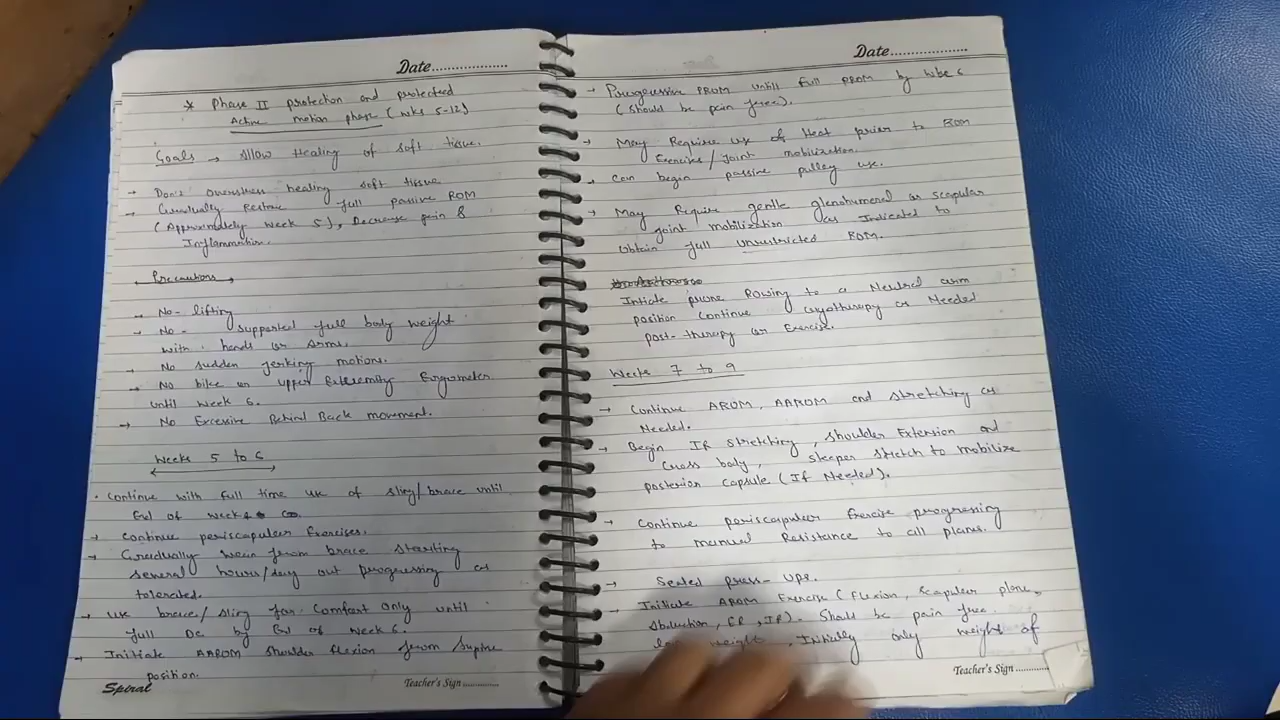 Date
* Phase II protection and protected
Active motion phase (wks 5-12)
Goals → Allow Healing of soft tissue.
→ Don't overstress healing soft tissue
→ Gradually Restore full passive ROM
(Approximately week 5), Decrease pain &
Inflammation.
Precautions →
→ No lifting
→ No supported full body weight
with hands or Arms.
→ No sudden jerking motions.
→ No bike or upper Extremity Ergometer
until week 6.
→ No Excessive Behind Back movement.
Weeks 5 to 6
• Continue with full time use of sling/brace until
End of week
→ Continue periscapular Exercises.
→ Gradually wean from brace starting
several hours/day out progressing as
tolerated.
→ Use brace/sling for Comfort Only until
full DC by End of week 6.
→ Initiate AAROM shoulder flexion from supine
position.
Spiral
Teacher's Sign
Date
→ Progressive PROM until full PROM by wke 6
(should be pain free).
→ May Require use of Heat prior to ROM
Exercise/Joint mobilization.
→ Can begin passive pulley use.
→ May Require gentle glenohumeral or scapular
joint mobilization as Indicated to
obtain full unrestricted ROM.
Intiate prone Rowing to a Neutral arm
position Continue cryotherapy as Needed
post-therapy or Exercise.
Weeks 7 to 9
→ Continue AROM, AAROM and stretching as
Needed.
→ Begin IR stretching, shoulder Extension and
Cross body, sleeper stretch to mobilize
posterior capsule (If Needed).
→ Continue periscapular Exercise progressing
to manual Resistance to all planes.
→ Seated press-ups.
→ Initiate AROM Exercise (flexion, scapular plane,
abduction, ER, IR). Should be pain free.
weight, Initially only weight of
Teacher's Sign